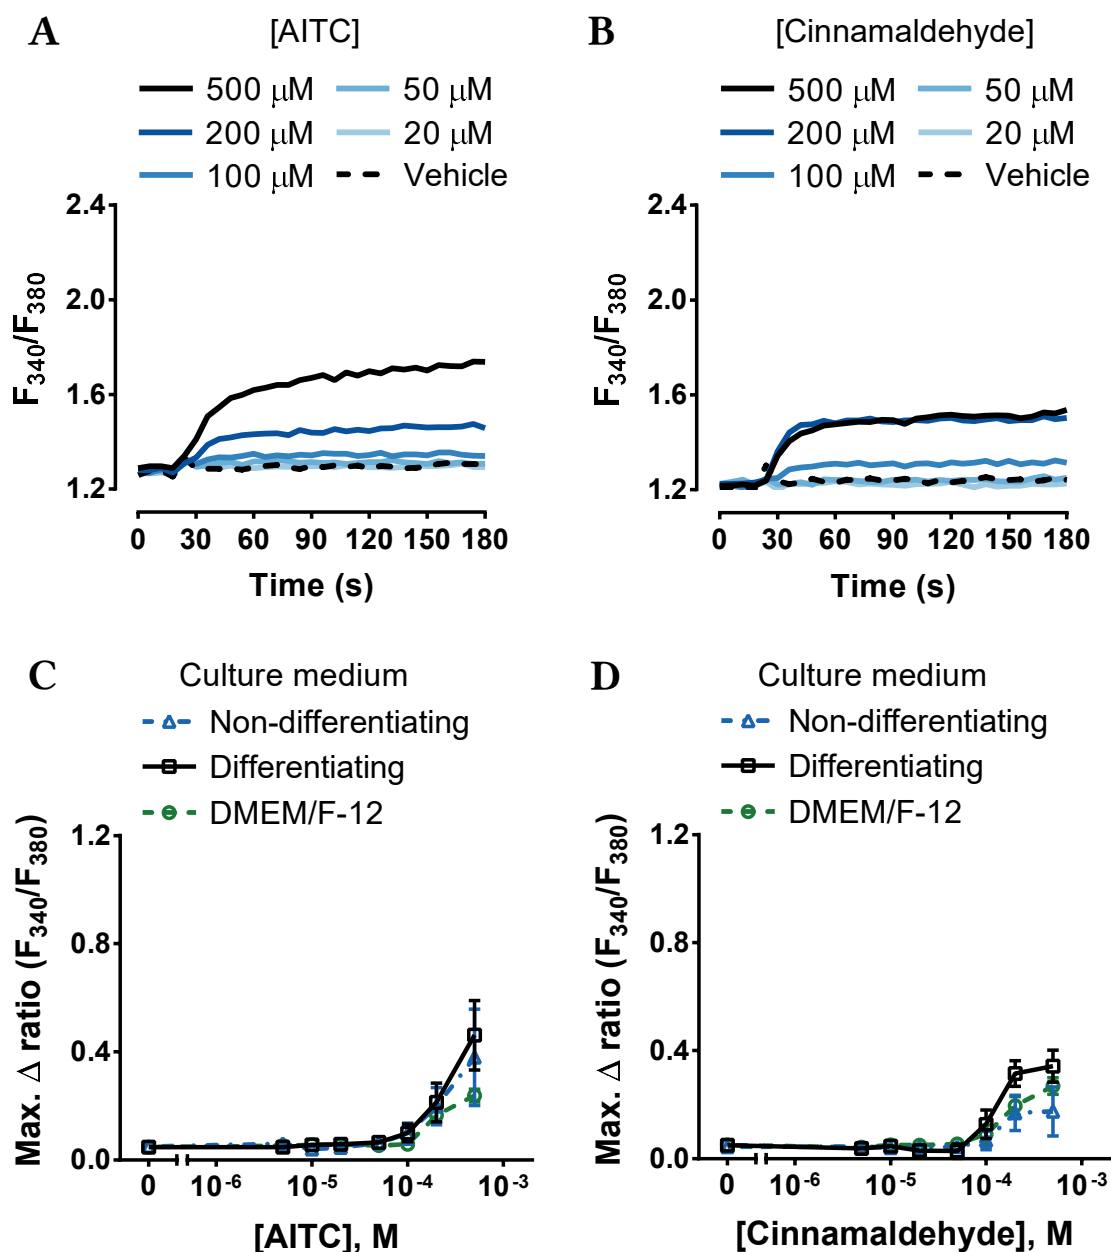 A
[AITC]
500 μM
50 μM
200 μM
20 μM
100 μM
Vehicle
2.4
2.0
1.6
1.2
F340/F380
0 30 60 90 120 150 180
Time (s)
B
[Cinnamaldehyde]
500 μM
50 μM
200 μM
20 μM
100 μM
Vehicle
2.4
2.0
1.6
1.2
F340/F380
0 30 60 90 120 150 180
Time (s)
C
Culture medium
Non-differentiating
Differentiating
DMEM/F-12
1.2
0.8
0.4
0.0
Max. Δ ratio (F340/F380)
0 10-6 10-5 10-4 10-3
[AITC], M
D
Culture medium
Non-differentiating
Differentiating
DMEM/F-12
1.2
0.8
0.4
0.0
Max. Δ ratio (F340/F380)
0 10-6 10-5 10-4 10-3
[Cinnamaldehyde], M